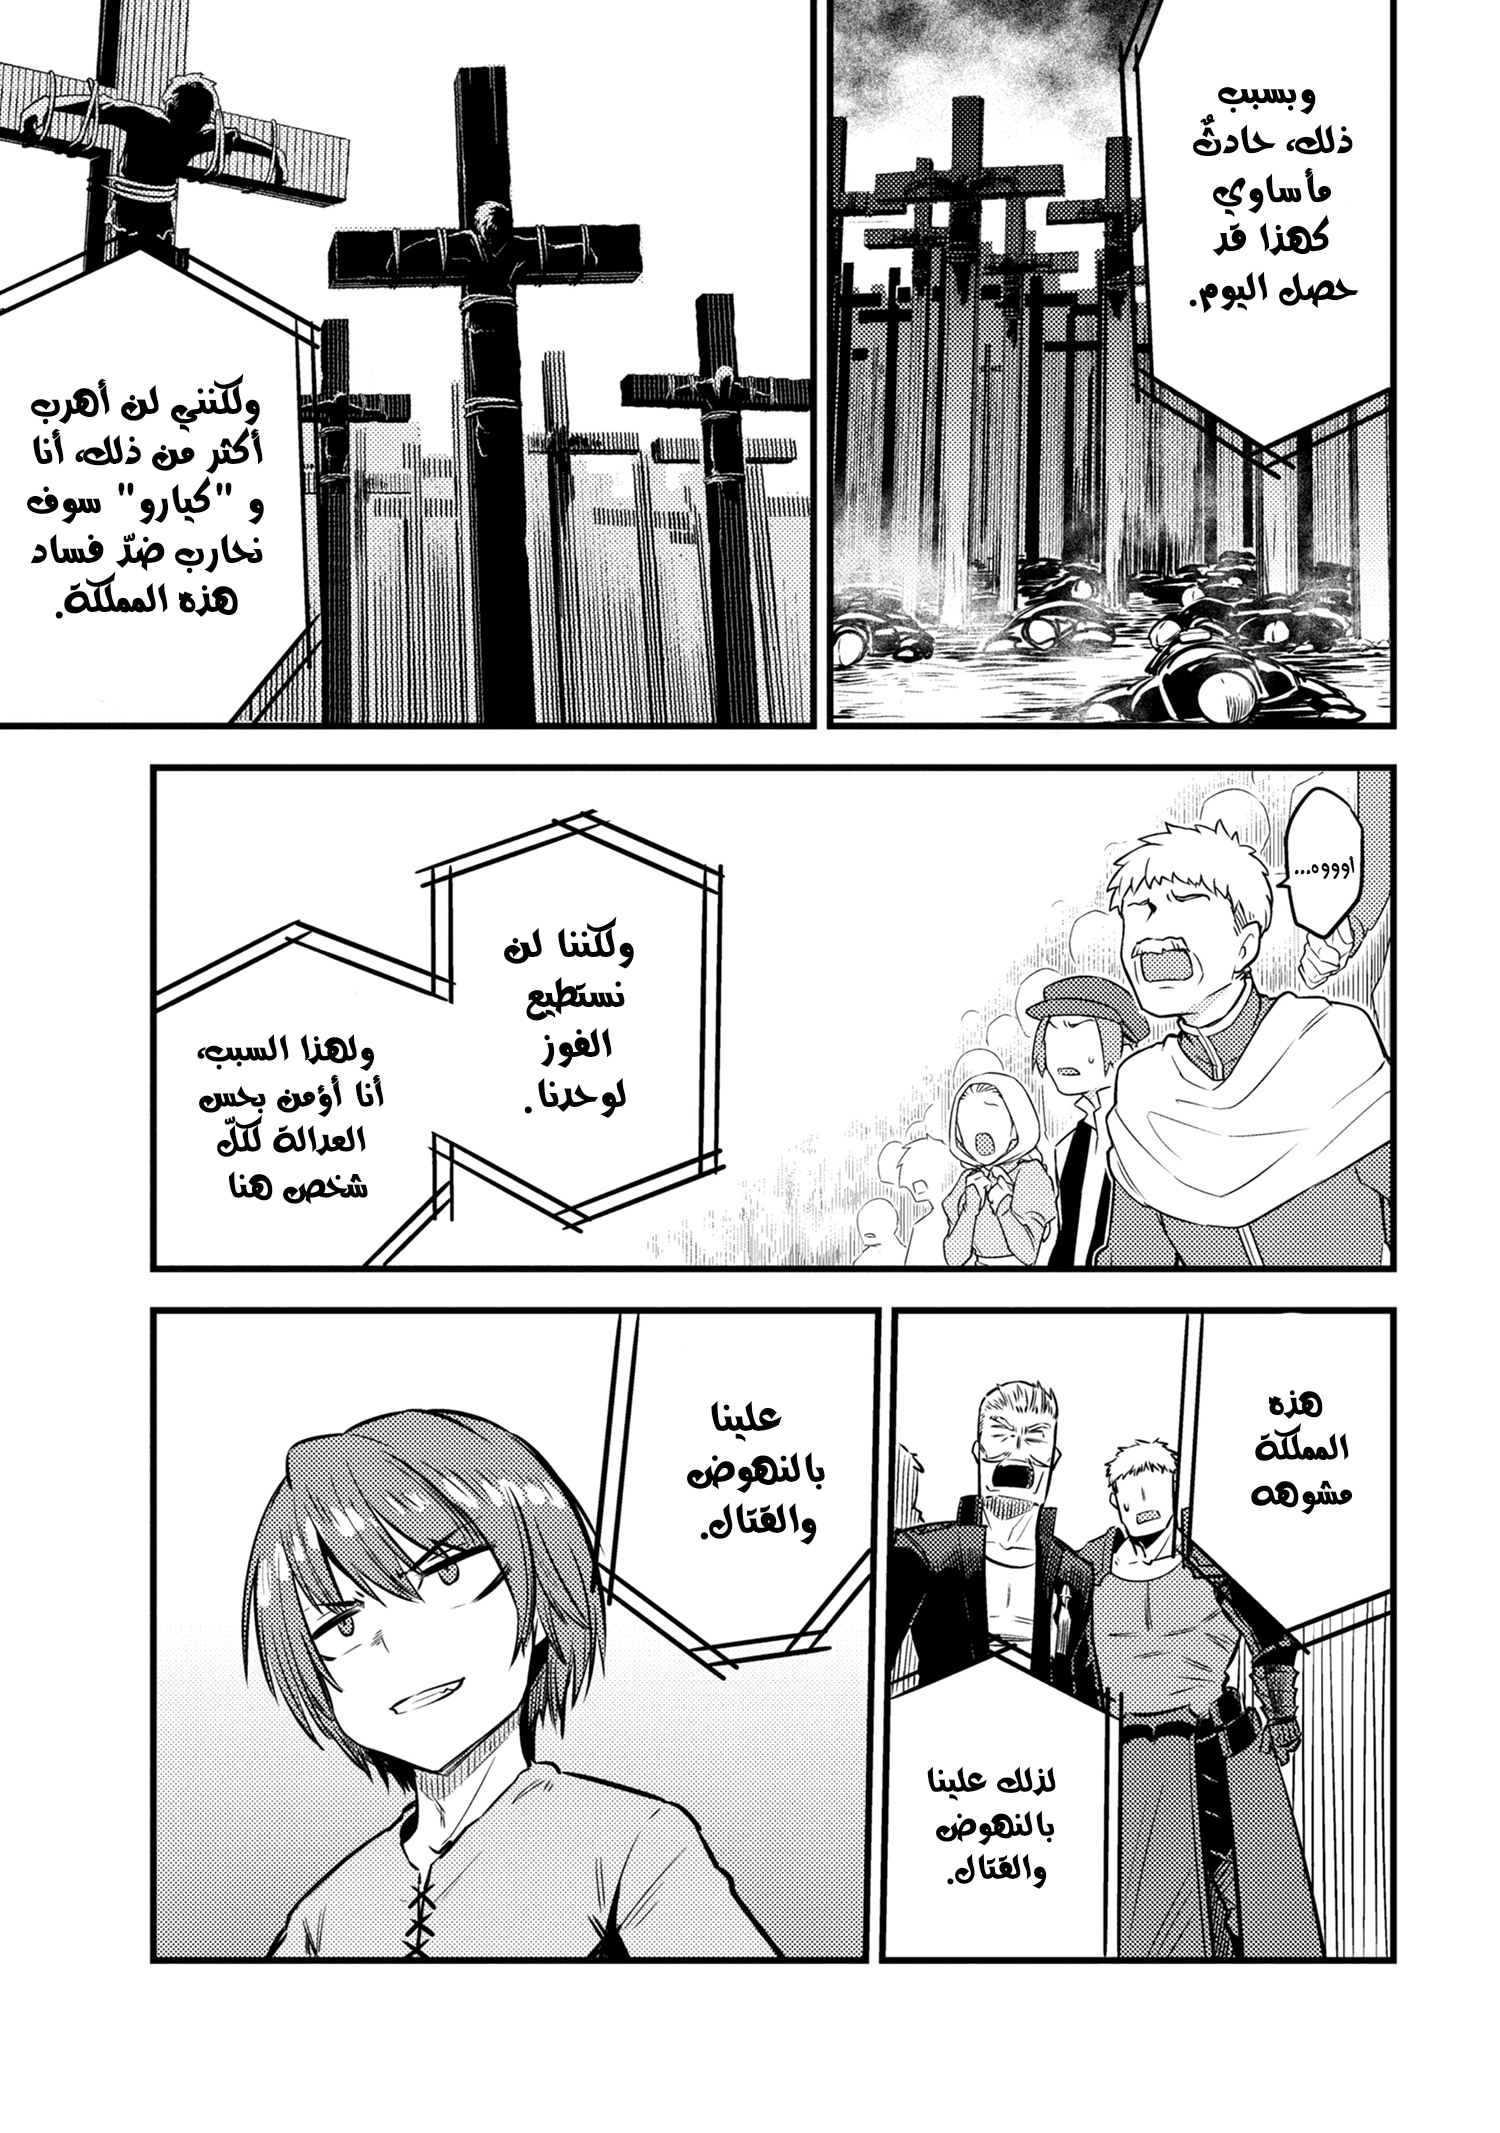 وبسبب
ذلك، حادثٌ
مأساوي
كهذا قد
حصل اليوم.
ولكنني لن أهرب
أكثر من ذلك، أنا
و "كيارو" سوف
نحارب ضدّ فساد
هذه المملكة.
أوووه...
ولكننا لن
نستطيع
الفوز
لوحدنا.
ولهذا السبب،
أنا أؤمن بحس
العدالة لكلّ
شخص هنا
هذه
المملكة
مشوهه
لذلك علينا
بالنهوض
والقتال.
علينا
بالنهوض
والقتال.